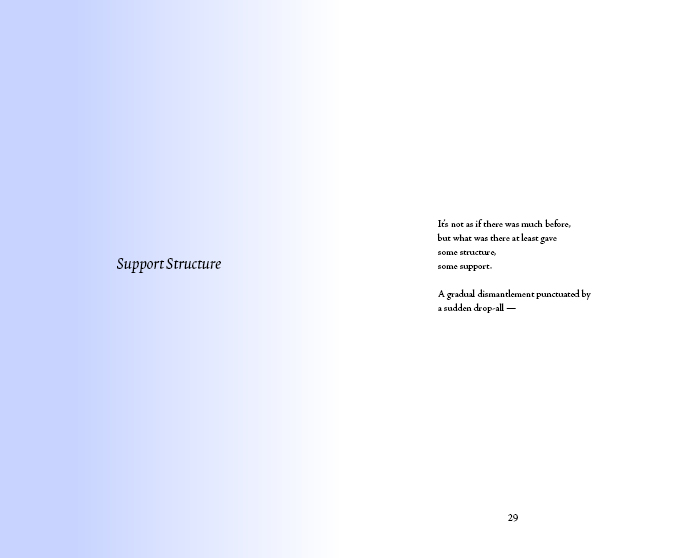 Support Structure
It's not as if there was much before,
but what was there at least gave
some structure,
some support.
A gradual dismantlement punctuated by
a sudden drop-all —
29